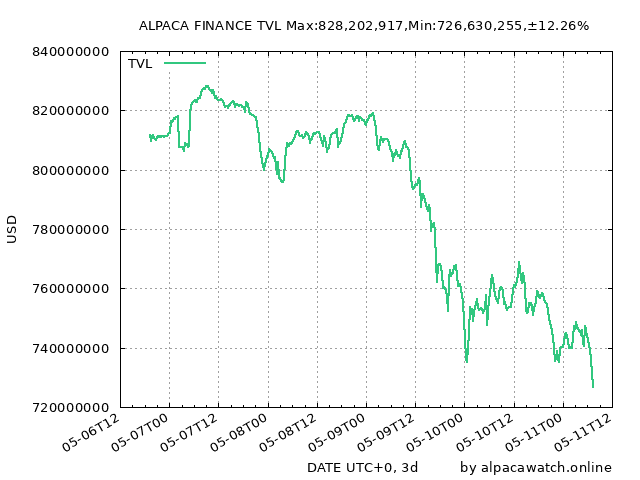 ALPACA FINANCE TVL Max:828,202,917,Min:726,630,255,±12.26%
840000000
TVL
820000000
800000000
780000000
USD
760000000
740000000
720000000
05-06T12
05-07T00
05-07T12
05-08T00
05-08T12
05-09T00
05-09T12
05-10T00
05-10T12
05-11T00
05-11T12
DATE UTC+0, 3d
by alpacawatch.online